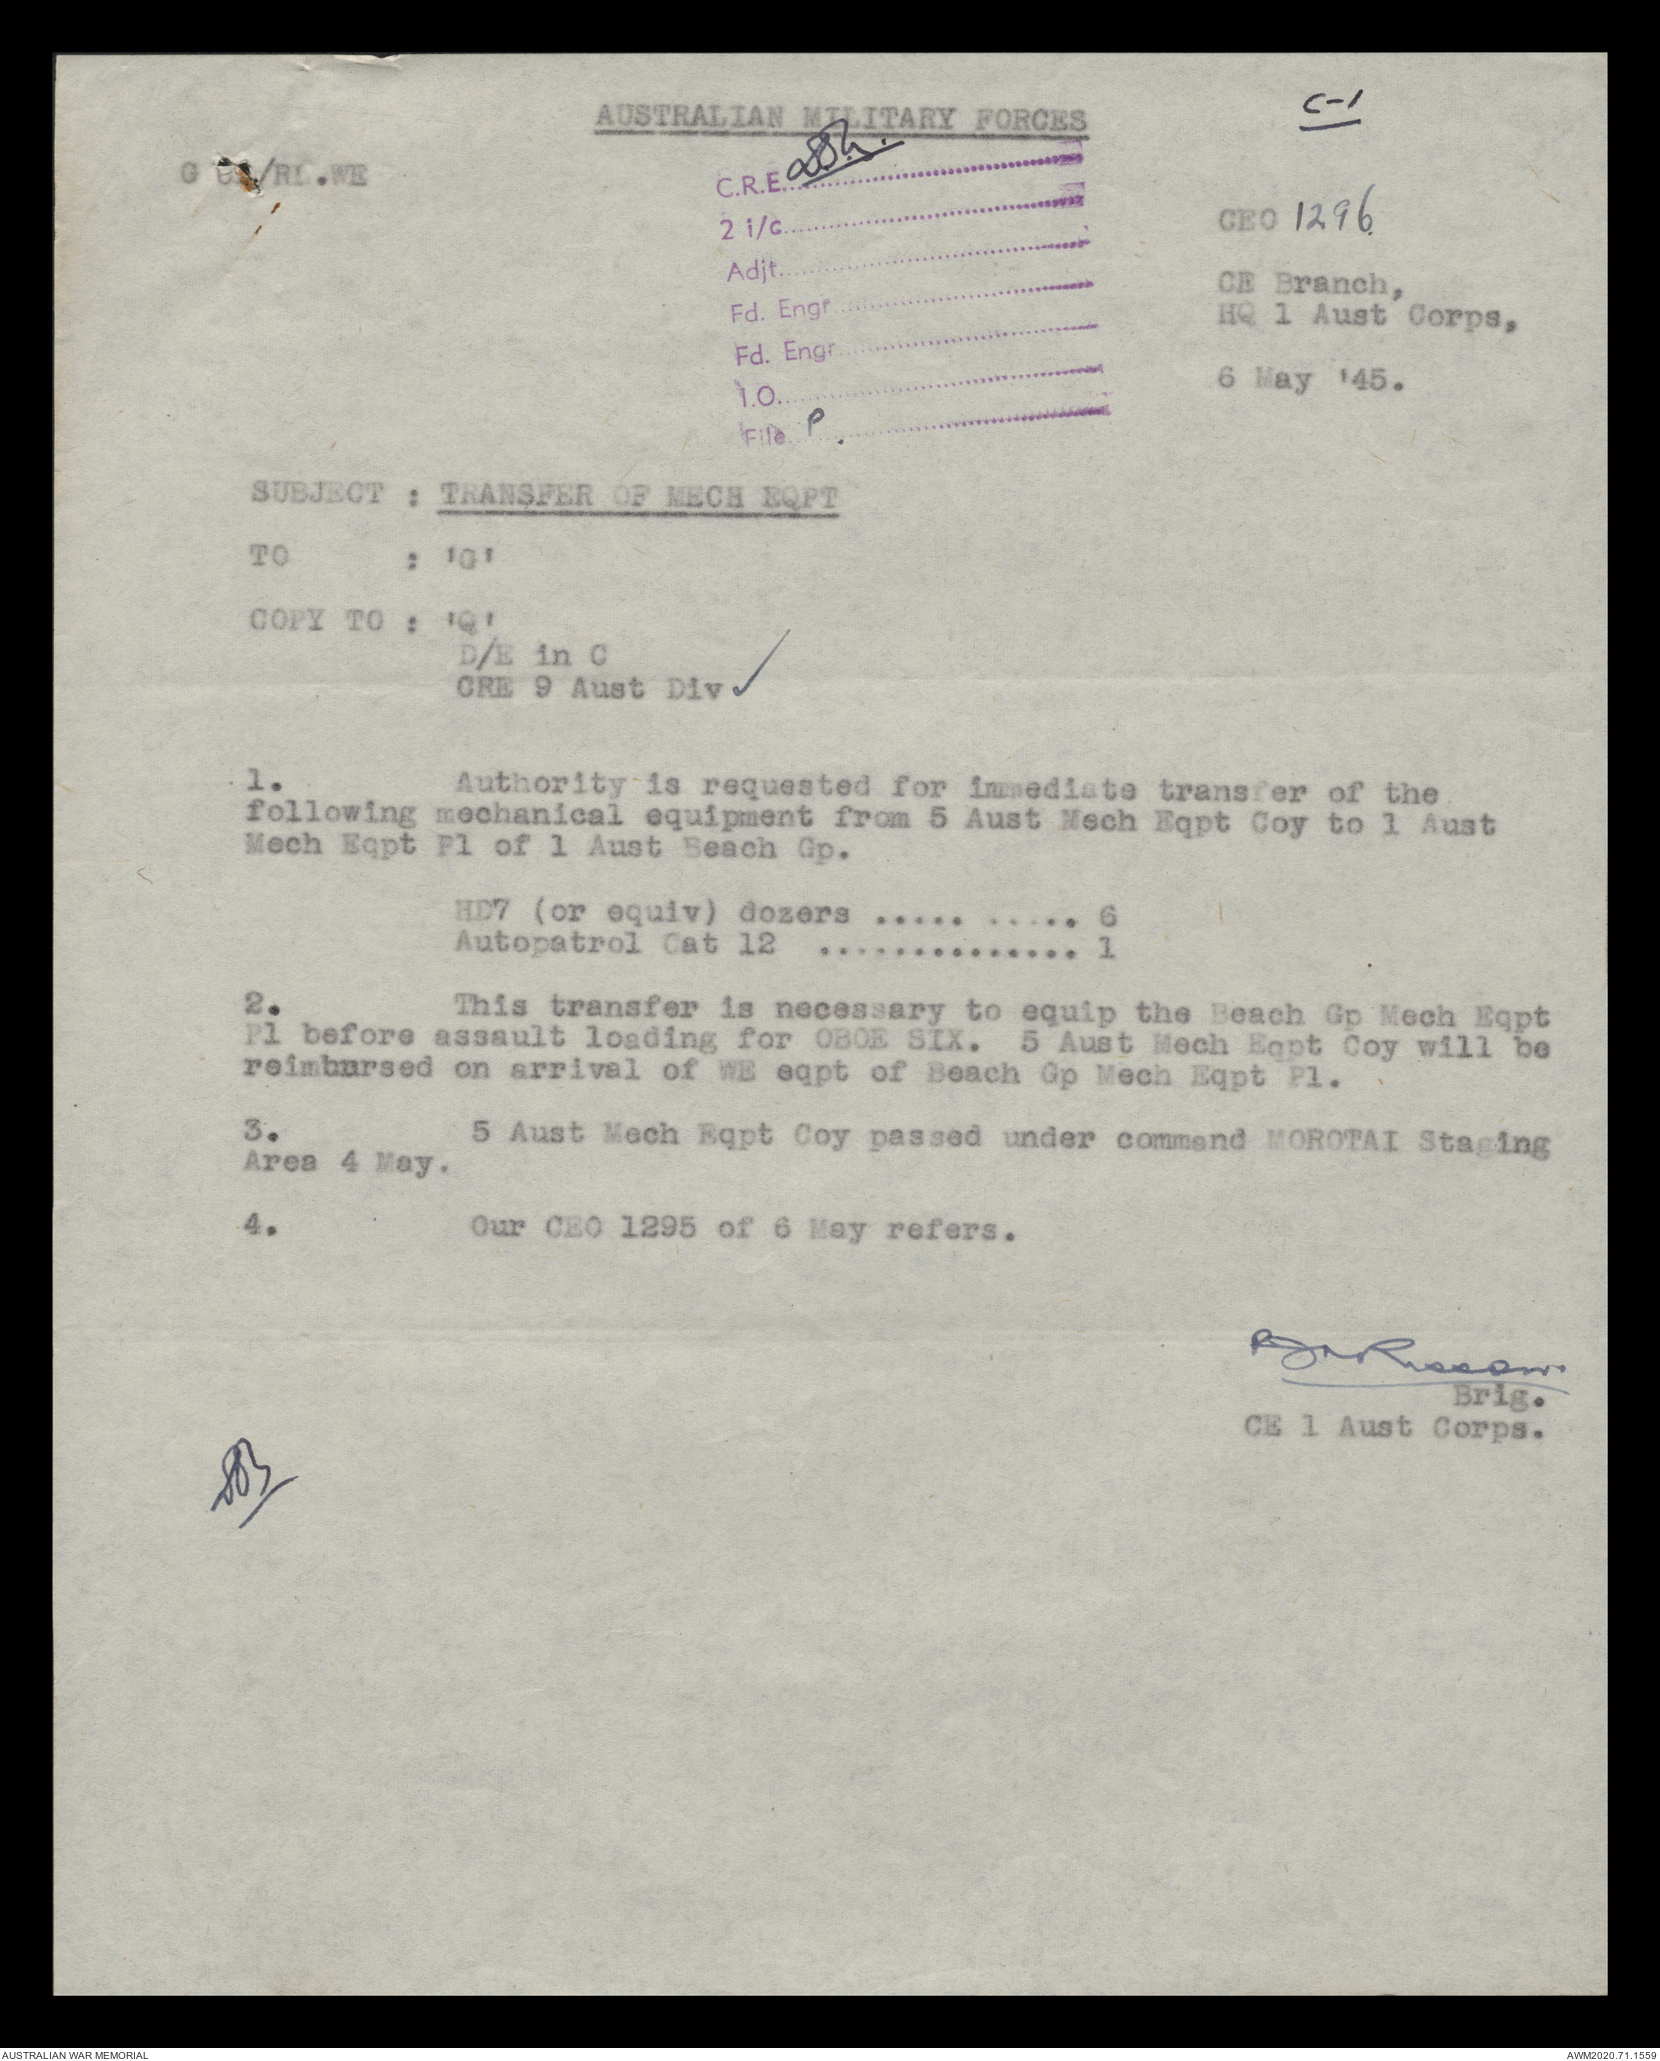 AUSTRALIAN MILITARY FORCES
C-1
G /RL.WE
C.R.E.
2 i/c
Adjt
Fd. Engr
Fd. Engr
I.O.
File P.
CEO 1296
CE Branch,
HQ 1 Aust Corps,
6 May '45.
SUBJECT : TRANSFER OF MECH EQPT
TO : 'G'
COPY TO : 'Q'
D/E in C
CRE 9 Aust Div ✓
1. Authority is requested for immediate transfer of the
following mechanical equipment from 5 Aust Mech Eqpt Coy to 1 Aust
Mech Eqpt Pl of 1 Aust Beach Gp.
HD7 (or equiv) dozers ..... ..... 6
Autopatrol Cat 12 .............. 1
2. This transfer is necessary to equip the Beach Gp Mech Eqpt
Pl before assault loading for OBOE SIX. 5 Aust Mech Eqpt Coy will be
reimbursed on arrival of WE eqpt of Beach Gp Mech Eqpt Pl.
3. 5 Aust Mech Eqpt Coy passed under command MOROTAI Staging
Area 4 May.
4. Our CEO 1295 of 6 May refers.
Brig.
CE 1 Aust Corps.
AUSTRALIAN WAR MEMORIAL
AWM2020.71.1559